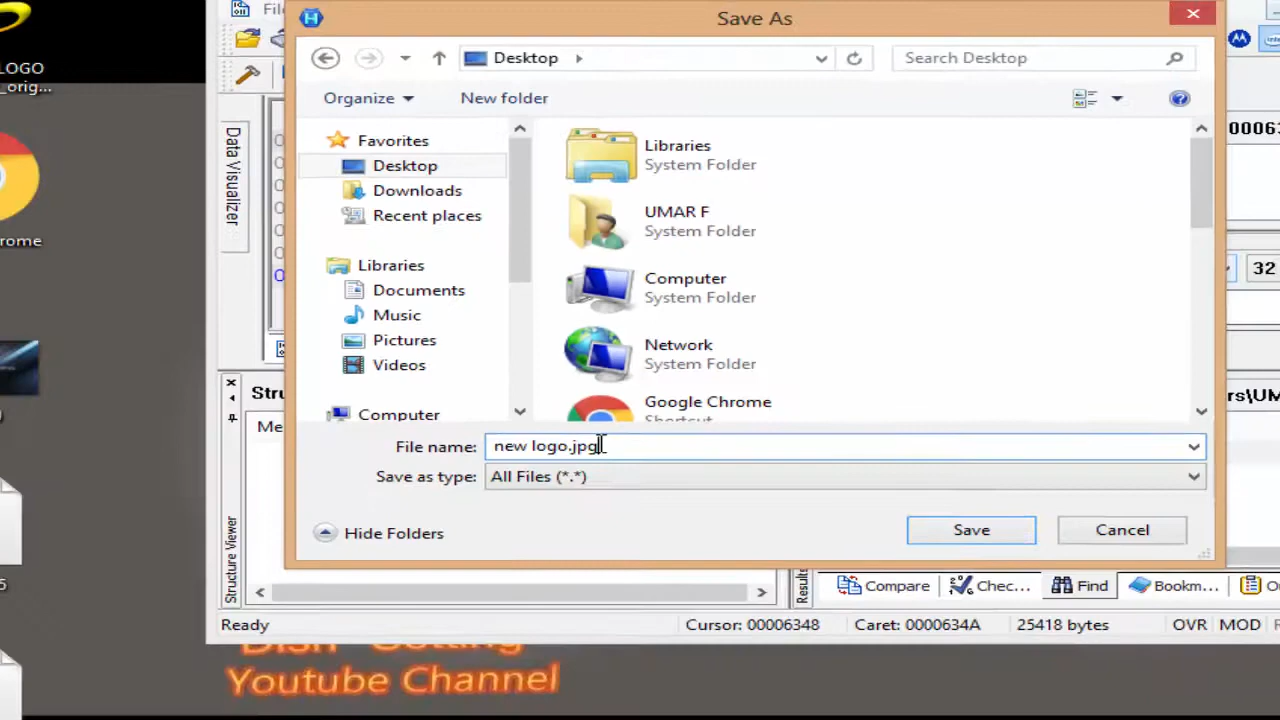 LOGO
_orig...
rome
File
Save As
Desktop
Search Desktop
Organize
New folder
Favorites
Desktop
Downloads
Recent places
Libraries
Documents
Music
Pictures
Videos
Computer
Libraries
System Folder
UMAR F
System Folder
Computer
System Folder
Network
System Folder
Google Chrome
Shortcut
File name: new logo.jpg
Save as type: All Files (*.*)
Hide Folders
Save
Cancel
Data Visualizer
00006
32
Stru
Me
rs\UM
Structure Viewer
Results
Compare
Chec...
Find
Bookm...
Ready
Cursor: 00006348
Caret: 0000634A
25418 bytes
OVR
MOD
Dish Setting
Youtube Channel